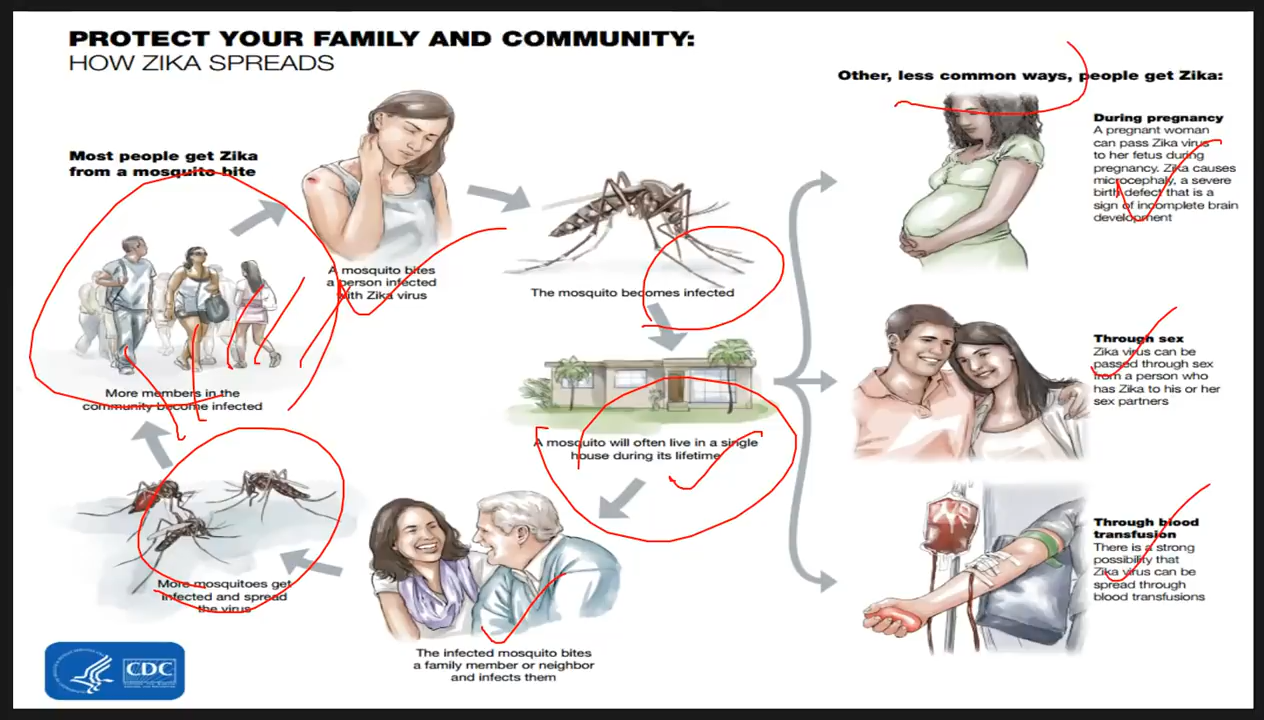 PROTECT YOUR FAMILY AND COMMUNITY:
HOW ZIKA SPREADS
Most people get Zika
from a mosquito bite
A mosquito bites
a person infected
with Zika virus
The mosquito becomes infected
A mosquito will often live in a single
house during its lifetime
The infected mosquito bites
a family member or neighbor
and infects them
More mosquitoes get
infected and spread
the virus
More members in the
community become infected
Other, less common ways, people get Zika:
During pregnancy
A pregnant woman
can pass Zika virus
to her fetus during
pregnancy. Zika causes
microcephaly, a severe
birth defect that is a
sign of incomplete brain
development
Through sex
Zika virus can be
passed through sex
from a person who
has Zika to his or her
sex partners
Through blood
transfusion
There is a strong
possibility that
Zika virus can be
spread through
blood transfusions
CDC